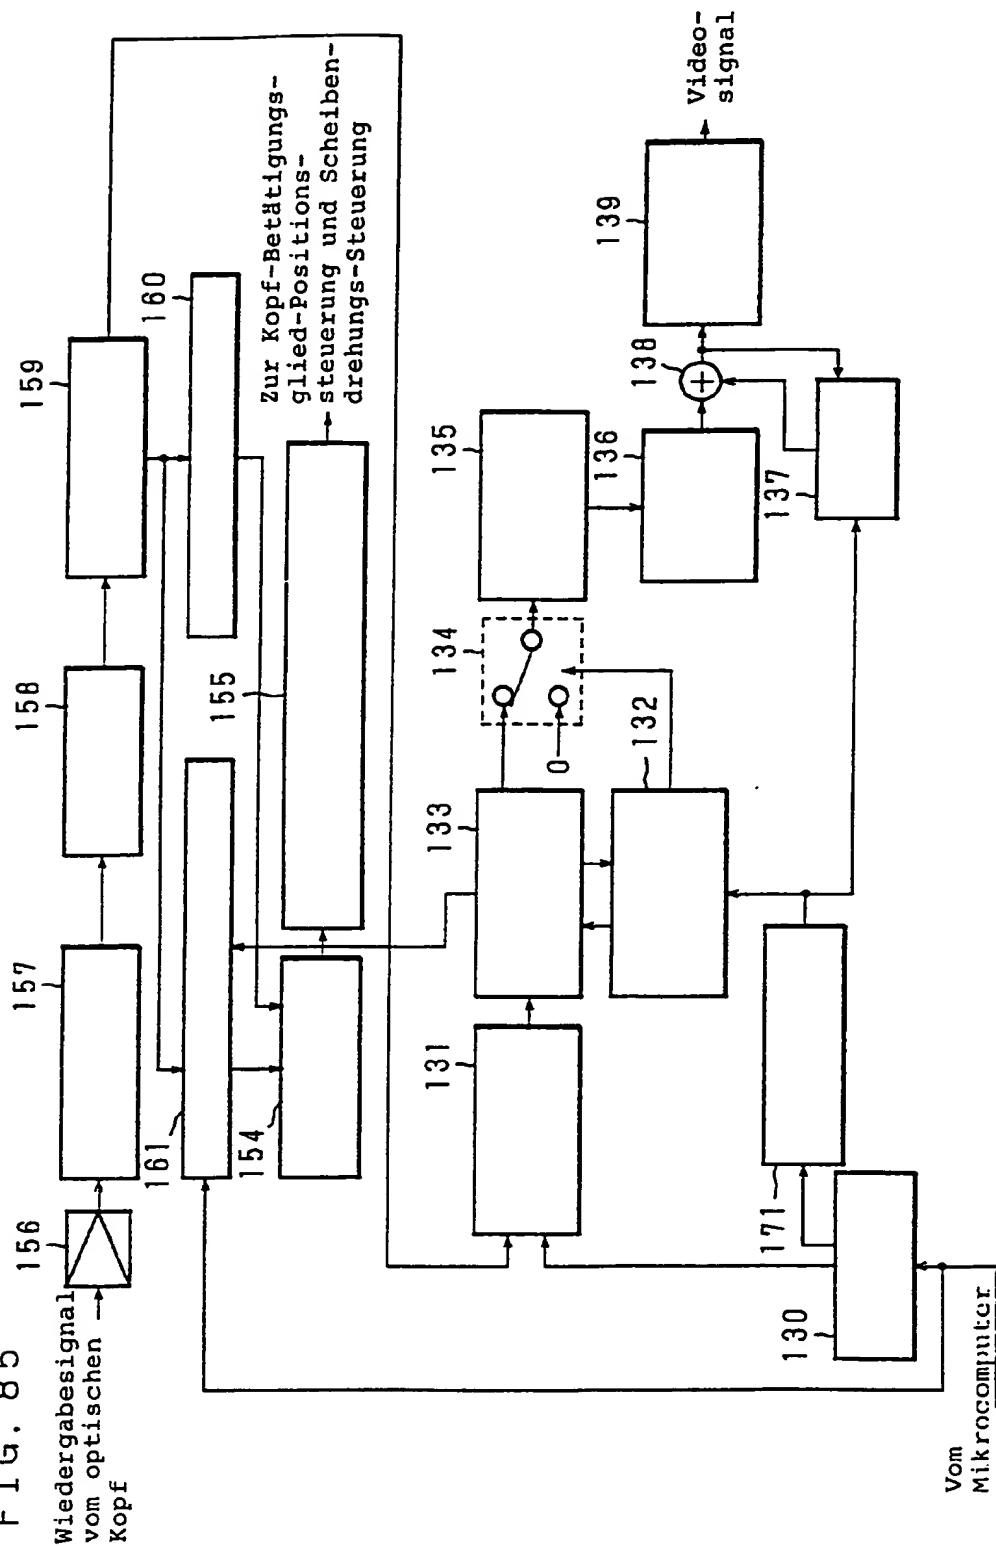 FIG. 85
Wiedergabesignal
vom optischen
Kopf
156
157
158
159
160
161
154
155
Zur Kopf-Betätigungs-
glied-Positions-
steuerung und Scheiben-
drehungs-Steuerung
131
133
132
134
0
135
136
137
138
139
Video-
signal
171
130
Vom
Mikrocomputer